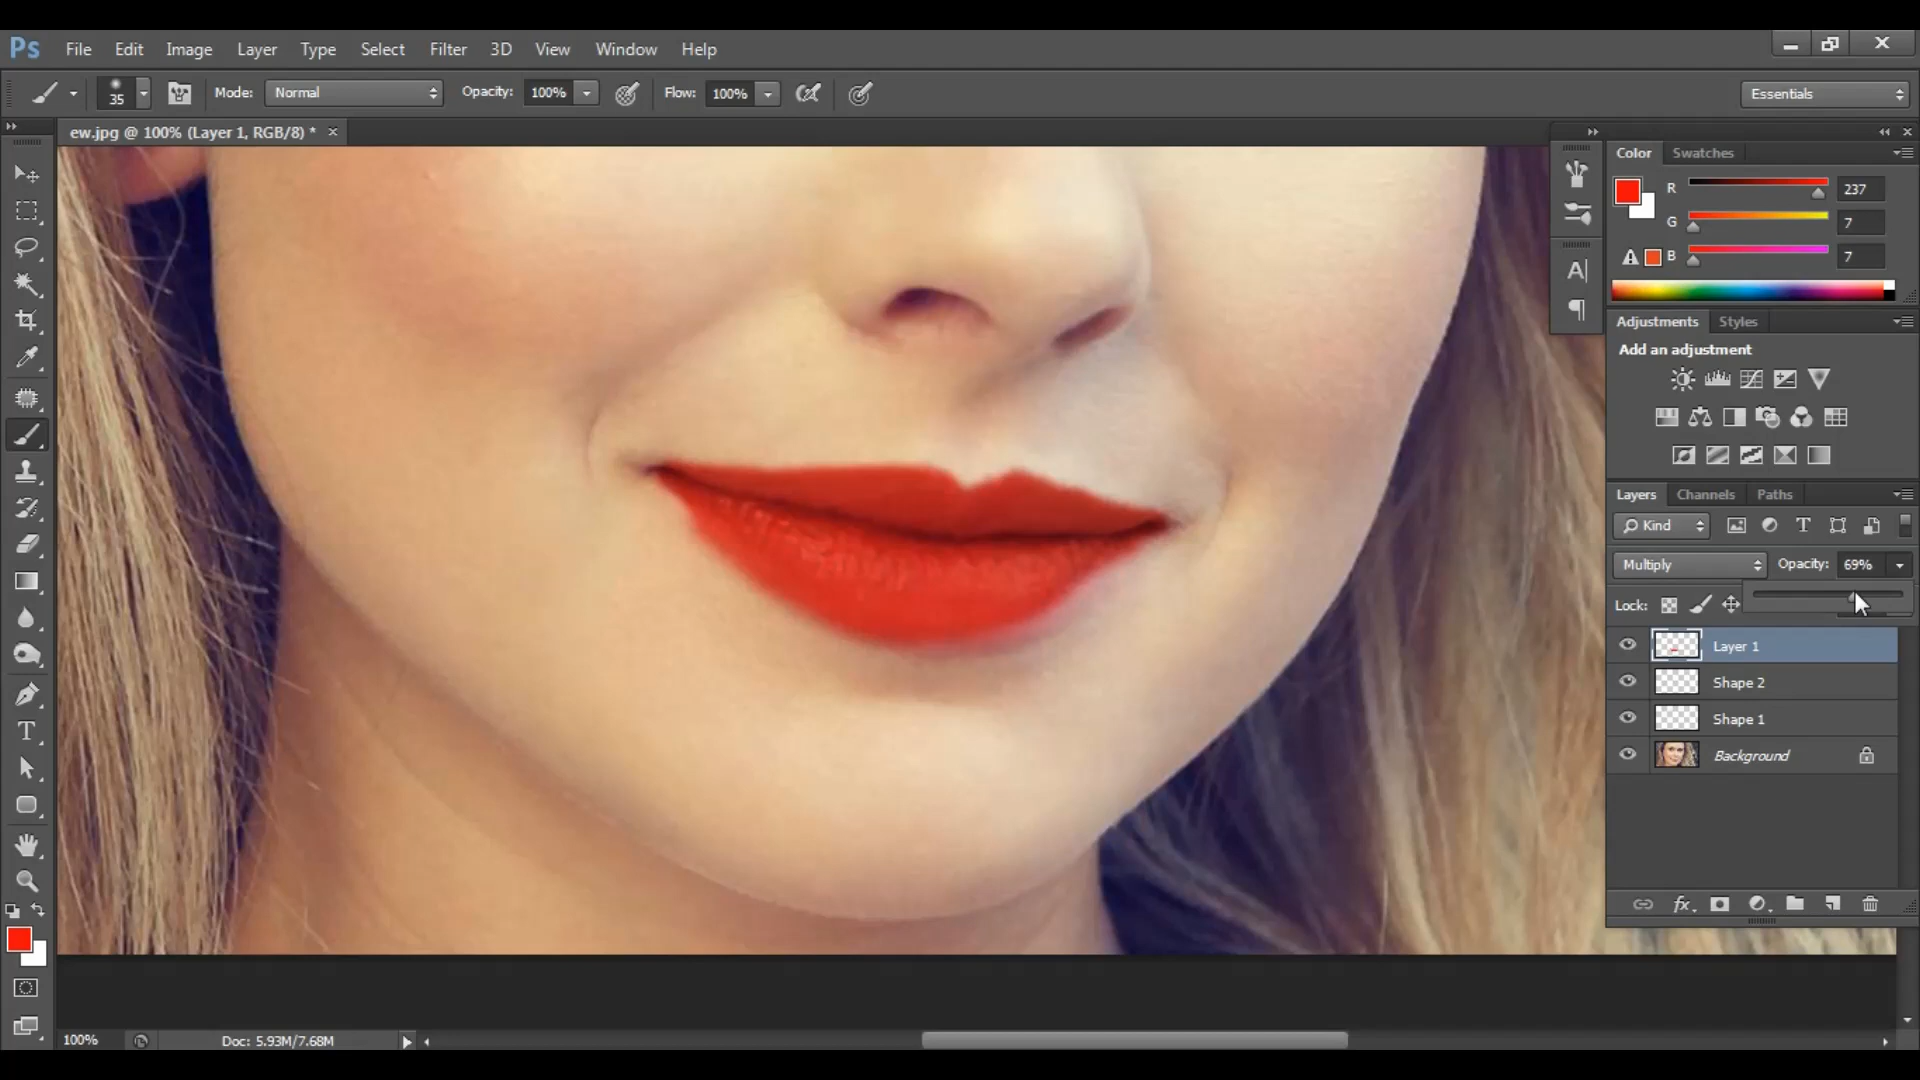 Ps File Edit Image Layer Type Select Filter 3D View Window Help
35 Mode: Normal Opacity: 100% Flow: 100% Essentials
ew.jpg @ 100% (Layer 1, RGB/8) *
Color Swatches
R 237
G 7
B 7
Adjustments Styles
Add an adjustment
Layers Channels Paths
Kind
Multiply Opacity: 69%
Lock:
Layer 1
Shape 2
Shape 1
Background
fx
100% Doc: 5.93M/7.68M